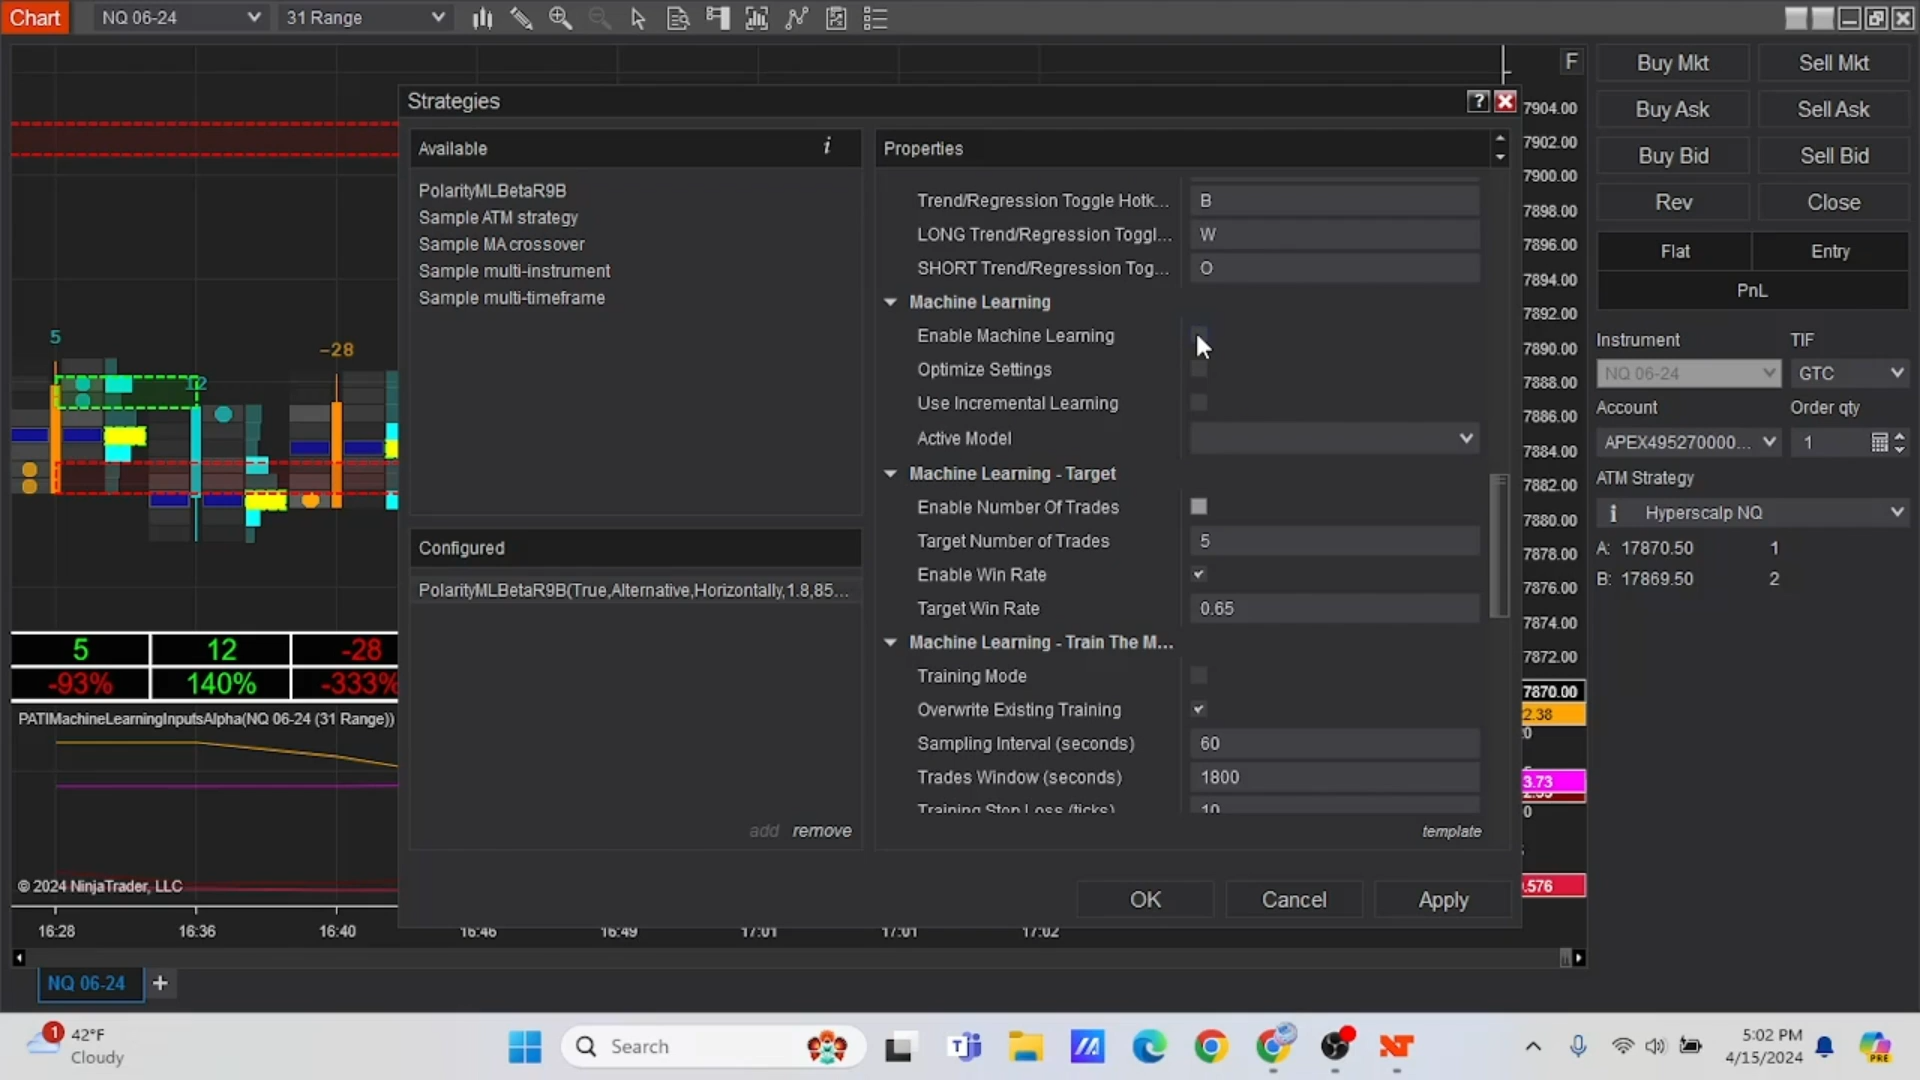 Chart NQ 06-24 31 Range
F
Buy Mkt Sell Mkt
Buy Ask Sell Ask
Buy Bid Sell Bid
Rev Close
Flat Entry
PnL
Instrument TIF
NQ 06-24 GTC
Account Order qty
APEX495270000... 1
ATM Strategy
i Hyperscalp NQ
A: 17870.50 1
B: 17869.50 2
Strategies ?
Available i
PolarityMLBetaR9B
Sample ATM strategy
Sample MA crossover
Sample multi-instrument
Sample multi-timeframe
Configured
PolarityMLBetaR9B(True,Alternative,Horizontally,1.8,85...
add remove
Properties
Trend/Regression Toggle Hotk... B
LONG Trend/Regression Toggl... W
SHORT Trend/Regression Tog... O
Machine Learning
Enable Machine Learning
Optimize Settings
Use Incremental Learning
Active Model
Machine Learning - Target
Enable Number Of Trades
Target Number of Trades 5
Enable Win Rate
Target Win Rate 0.65
Machine Learning - Train The M...
Training Mode
Overwrite Existing Training
Sampling Interval (seconds) 60
Trades Window (seconds) 1800
Training Stop Loss (ticks) 10
template
OK Cancel Apply
7904.00
7902.00
7900.00
7898.00
7896.00
7894.00
7892.00
7890.00
7888.00
7886.00
7884.00
7882.00
7880.00
7878.00
7876.00
7874.00
7872.00
7870.00
2.38
3.73
.576
5
-28
12
5 12 -28
-93% 140% -333%
PATIMachineLearningInputsAlpha(NQ 06-24 (31 Range))
© 2024 NinjaTrader, LLC
16:28 16:36 16:40 16:46 16:49 17:01 17:01 17:02
NQ 06-24 +
1 42°F
Cloudy
Search
5:02 PM
4/15/2024
PRE